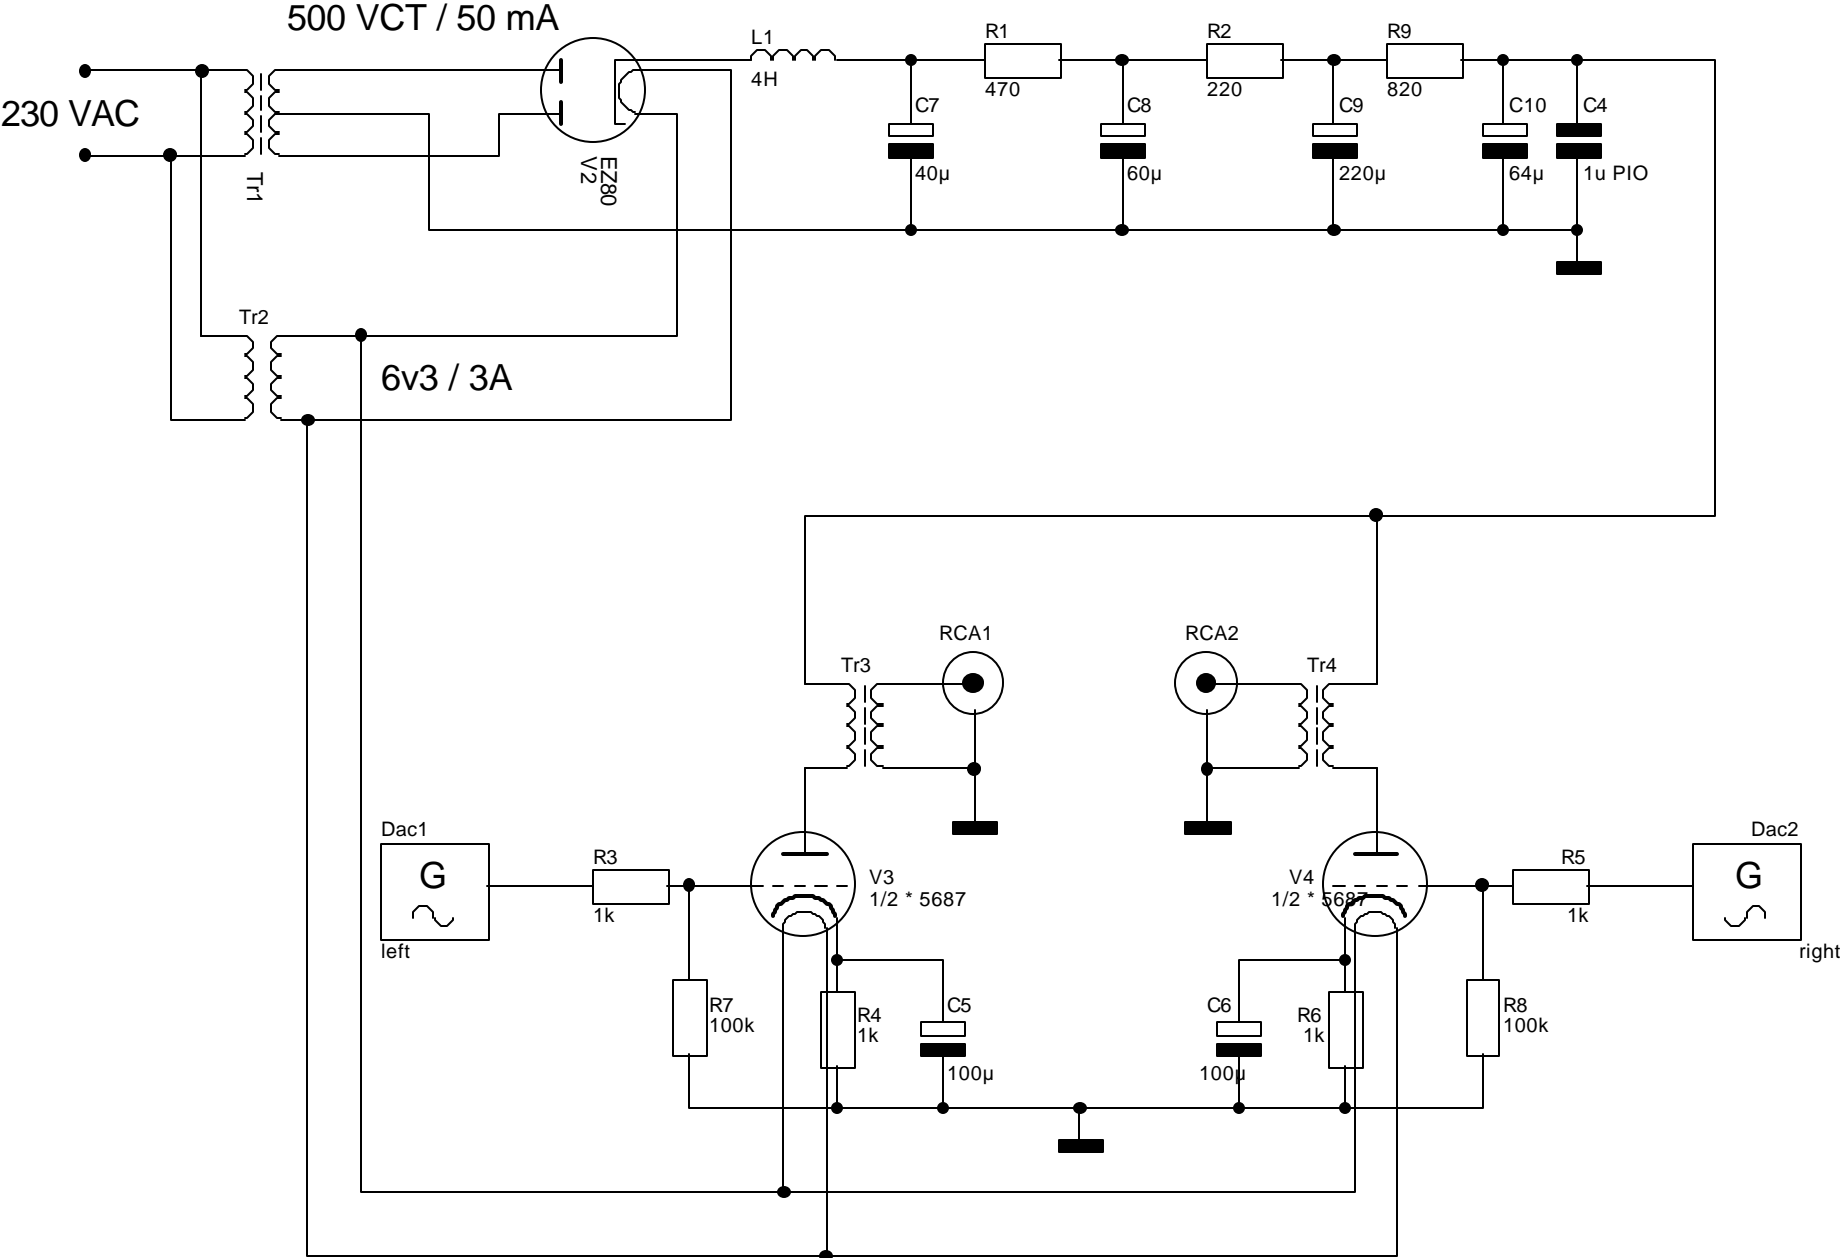 500 VCT / 50 mA
230 VAC
Tr1
EZ80
V2
L1
4H
R1
470
R2
220
R9
820
C7
40µ
C8
60µ
C9
220µ
C10
64µ
C4
1u PIO
Tr2
6v3 / 3A
RCA1
RCA2
Tr3
Tr4
Dac1
G
left
R3
1k
V3
1/2 * 5687
V4
1/2 * 5687
R5
1k
Dac2
G
right
R7
100k
R4
1k
C5
100µ
C6
100µ
R6
1k
R8
100k